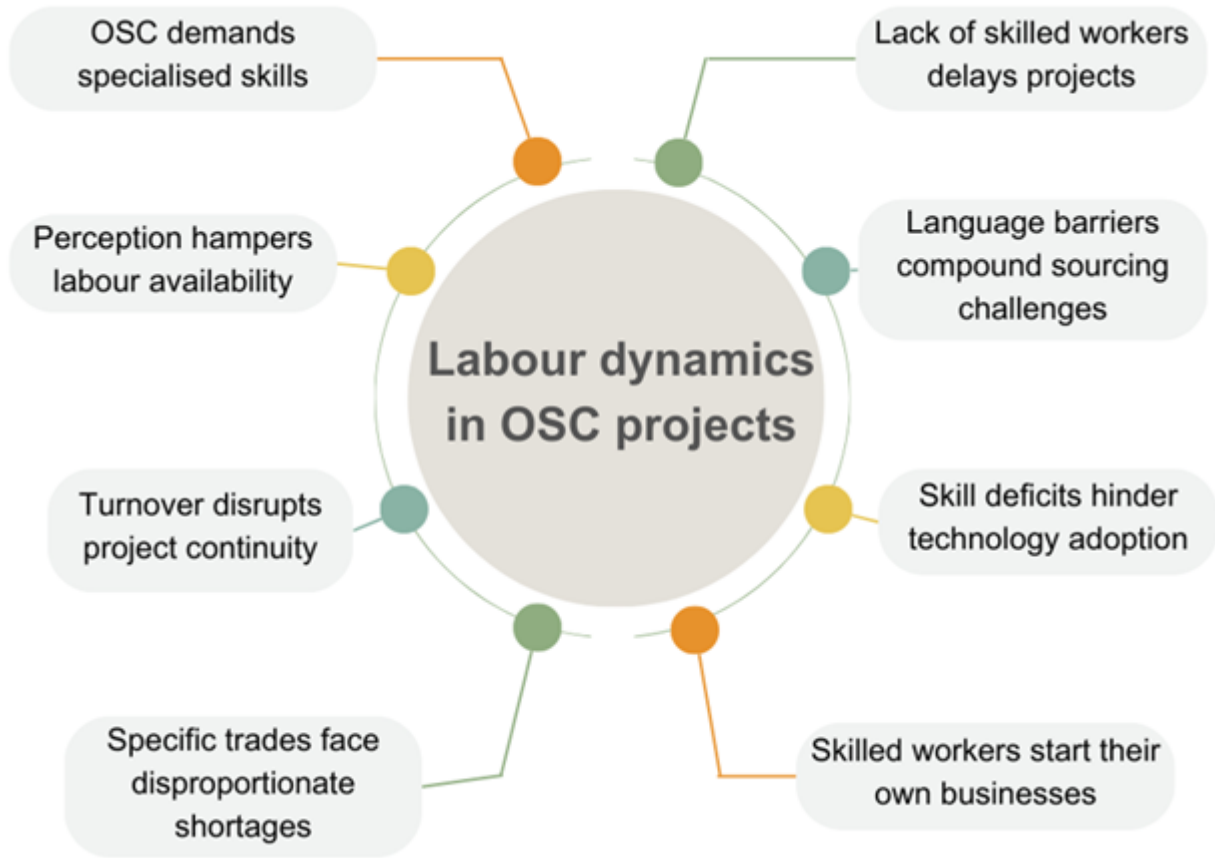 OSC demands
specialised skills
Lack of skilled workers
delays projects
Perception hampers
labour availability
Language barriers
compound sourcing
challenges
Labour dynamics
in OSC projects
Turnover disrupts
project continuity
Skill deficits hinder
technology adoption
Specific trades face
disproportionate
shortages
Skilled workers start their
own businesses